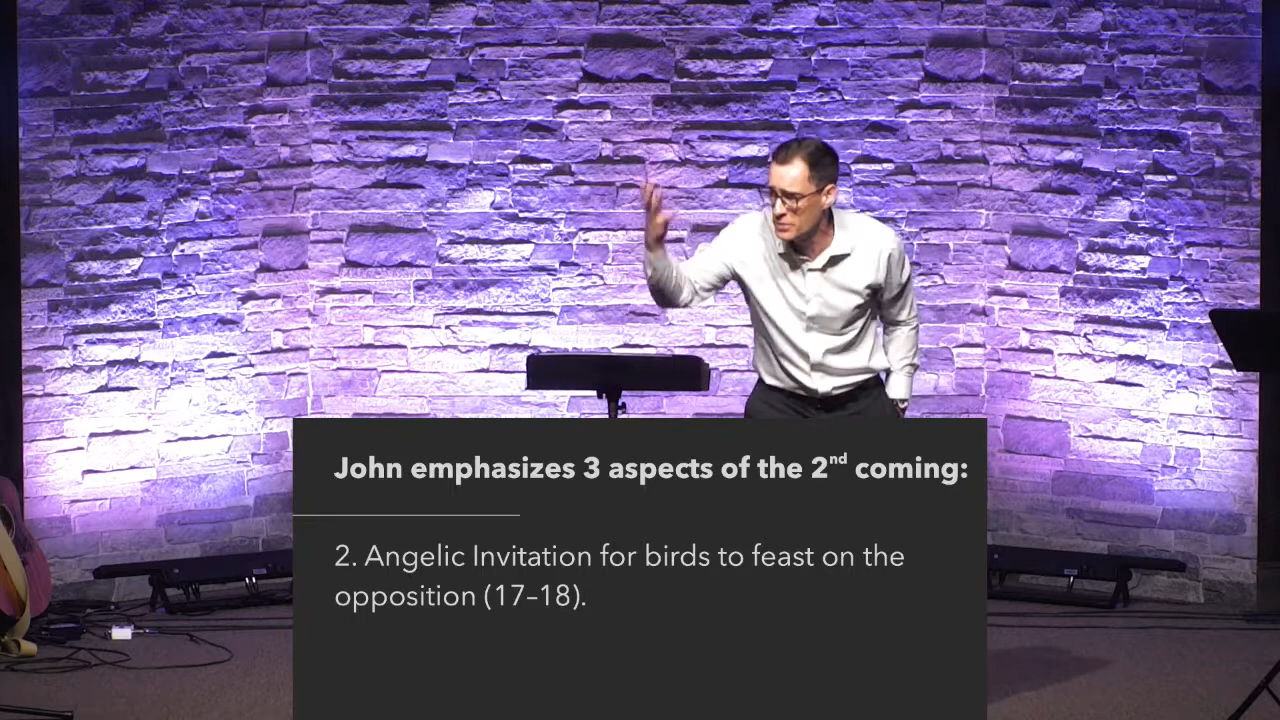 John emphasizes 3 aspects of the 2nd coming:
2. Angelic Invitation for birds to feast on the
opposition (17–18).